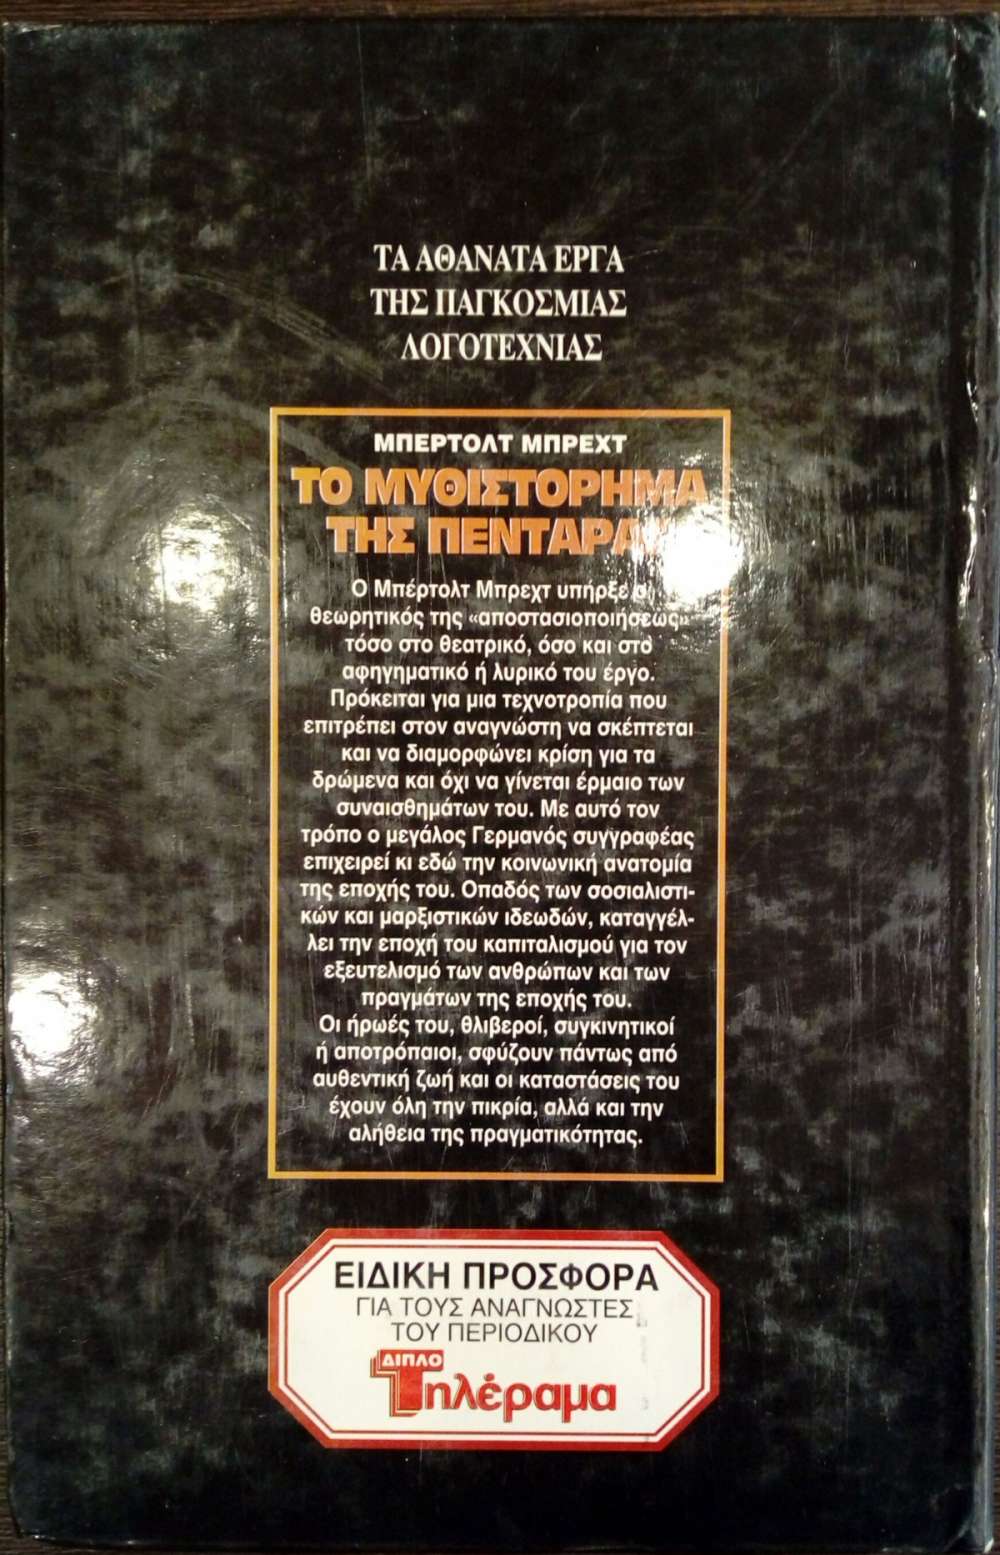 ΤΑ ΑΘΑΝΑΤΑ ΕΡΓΑ
ΤΗΣ ΠΑΓΚΟΣΜΙΑΣ
ΛΟΓΟΤΕΧΝΙΑΣ
ΜΠΕΡΤΟΛΤ ΜΠΡΕΧΤ
ΤΟ ΜΥΘΙΣΤΟΡΗΜΑ
ΤΗΣ ΠΕΝΤΑΡΑΣ
Ο Μπέρτολτ Μπρεχτ υπήρξε ο
θεωρητικός της «αποστασιοποιήσεως»
τόσο στο θεατρικό, όσο και στο
αφηγηματικό ή λυρικό του έργο.
Πρόκειται για μια τεχνοτροπία που
επιτρέπει στον αναγνώστη να σκέπτεται
και να διαμορφώνει κρίση για τα
δρώμενα και όχι να γίνεται έρμαιο των
συναισθημάτων του. Με αυτό τον
τρόπο ο μεγάλος Γερμανός συγγραφέας
επιχειρεί κι εδώ την κοινωνική ανατομία
της εποχής του. Οπαδός των σοσιαλιστι-
κών και μαρξιστικών ιδεωδών, καταγγέλ-
λει την εποχή του καπιταλισμού για τον
εξευτελισμό των ανθρώπων και των
πραγμάτων της εποχής του.
Οι ήρωές του, θλιβεροί, συγκινητικοί
ή αποτρόπαιοι, σφύζουν πάντως από
αυθεντική ζωή και οι καταστάσεις του
έχουν όλη την πικρία, αλλά και την
αλήθεια της πραγματικότητας.
ΕΙΔΙΚΗ ΠΡΟΣΦΟΡΑ
ΓΙΑ ΤΟΥΣ ΑΝΑΓΝΩΣΤΕΣ
ΤΟΥ ΠΕΡΙΟΔΙΚΟΥ
ΔΙΠΛΟ
Τηλέραμα